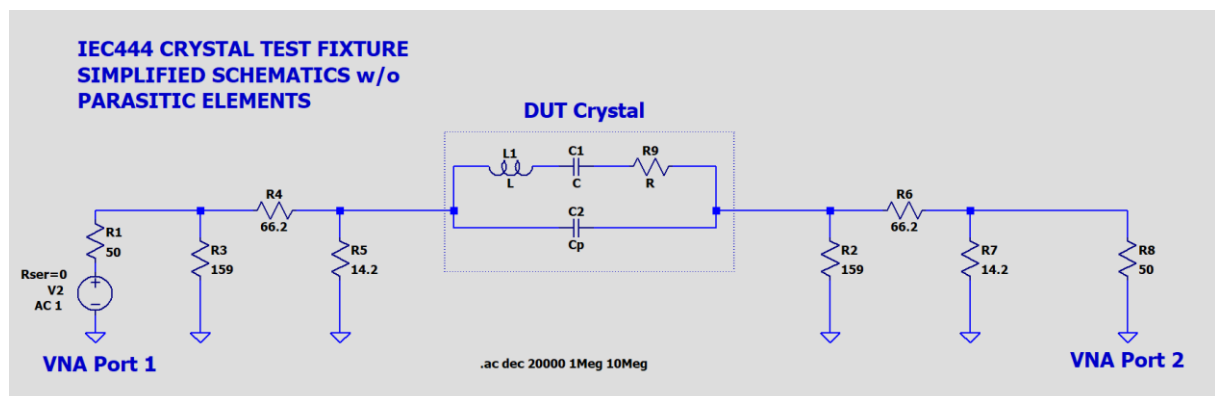 IEC444 CRYSTAL TEST FIXTURE
SIMPLIFIED SCHEMATICS w/o
PARASITIC ELEMENTS
DUT Crystal
L1
L
C1
C
R9
R
C2
Cp
R4
66.2
R6
66.2
R1
50
R3
159
R5
14.2
R2
159
R7
14.2
R8
50
Rser=0
V2
AC 1
VNA Port 1
.ac dec 20000 1Meg 10Meg
VNA Port 2